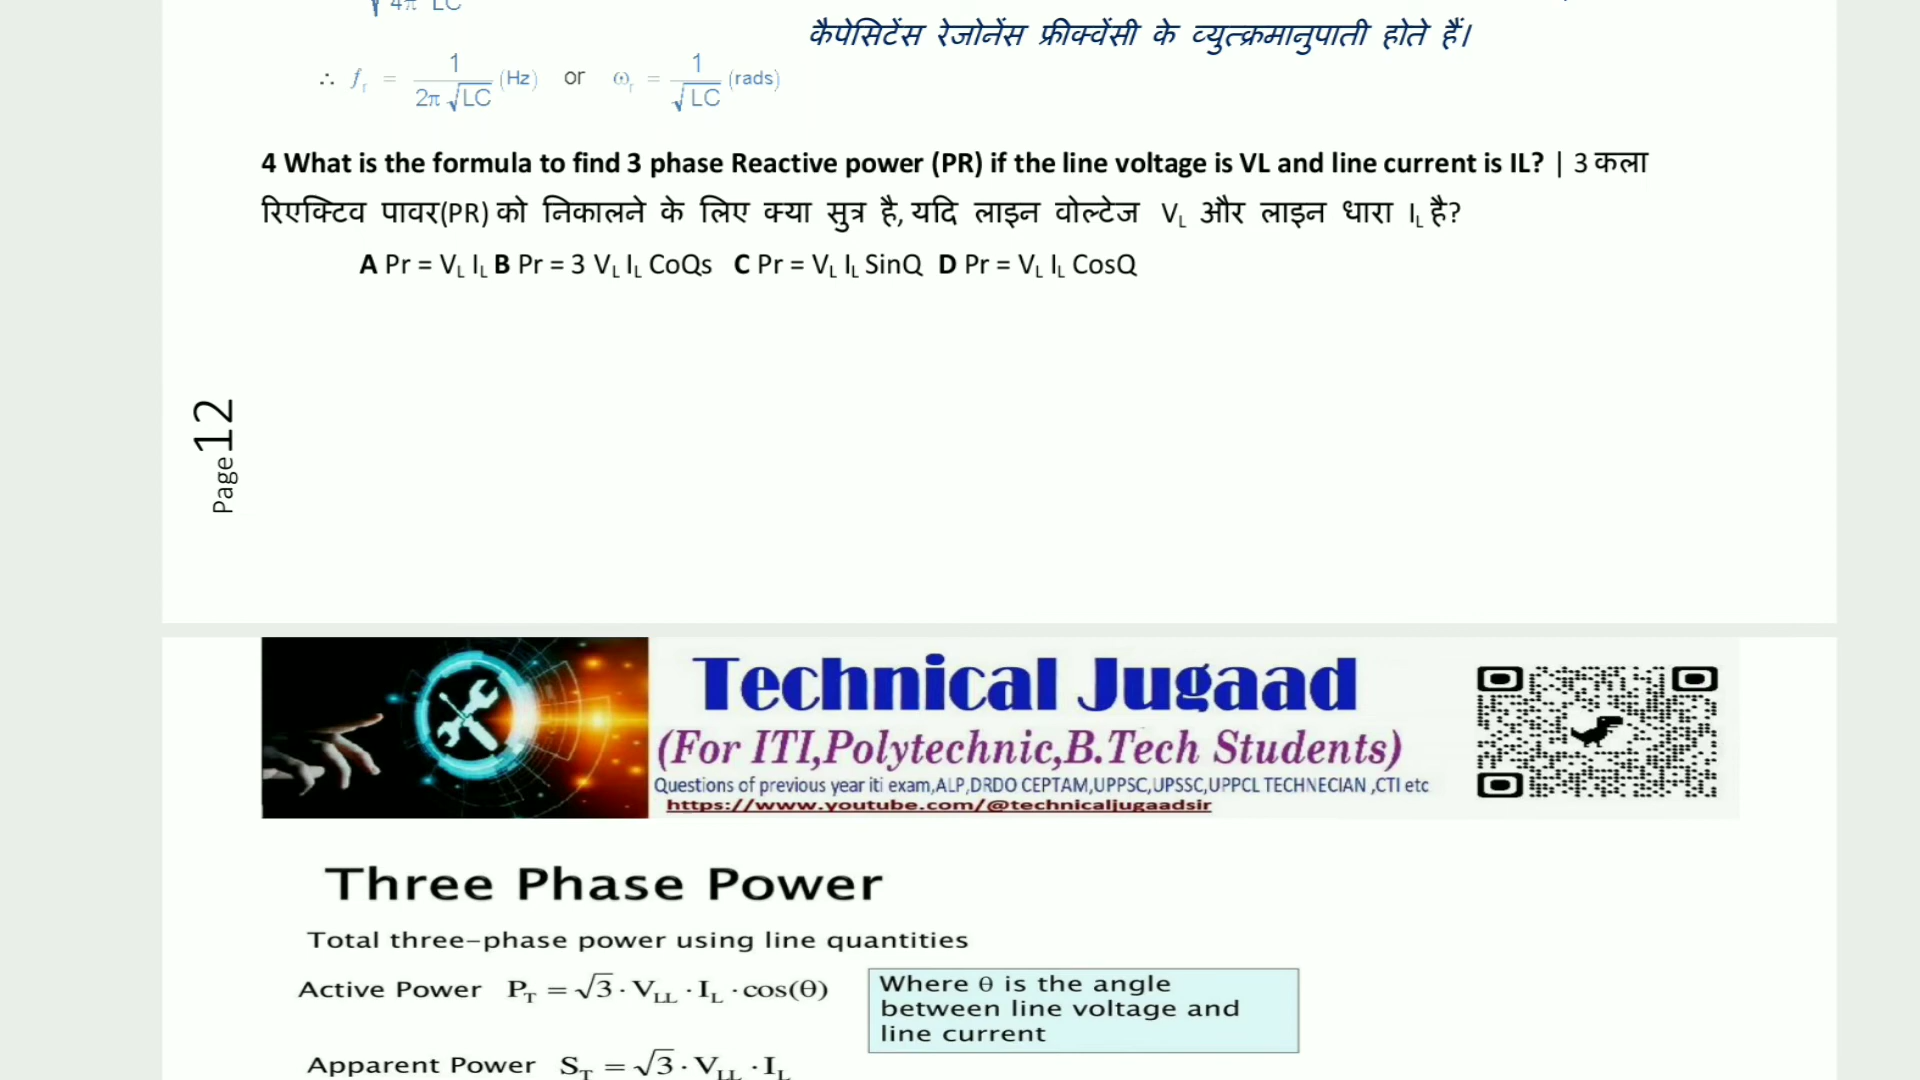 √4π LC
कैपेसिटेंस रेजोनेंस फ्रीक्वेंसी के व्युत्क्रमानुपाती होते हैं।
∴ fr = 1 / 2π √LC (Hz) or ωr = 1 / √LC (rads)
4 What is the formula to find 3 phase Reactive power (PR) if the line voltage is VL and line current is IL? | 3 कला
रिएक्टिव पावर(PR) को निकालने के लिए क्या सुत्र है, यदि लाइन वोल्टेज VL और लाइन धारा IL है?
A Pr = VL IL B Pr = 3 VL IL CoQs C Pr = VL IL SinQ D Pr = VL IL CosQ
Page 12
Technical Jugaad
(For ITI,Polytechnic,B.Tech Students)
Questions of previous year iti exam,ALP,DRDO CEPTAM,UPPSC,UPSSC,UPPCL TECHNECIAN ,CTI etc
https://www.youtube.com/@technicaljugaadsir
Three Phase Power
Total three-phase power using line quantities
Active Power PT = √3 · VLL · IL · cos(θ)
Where θ is the angle
between line voltage and
line current
Apparent Power ST = √3 · VLL · IL